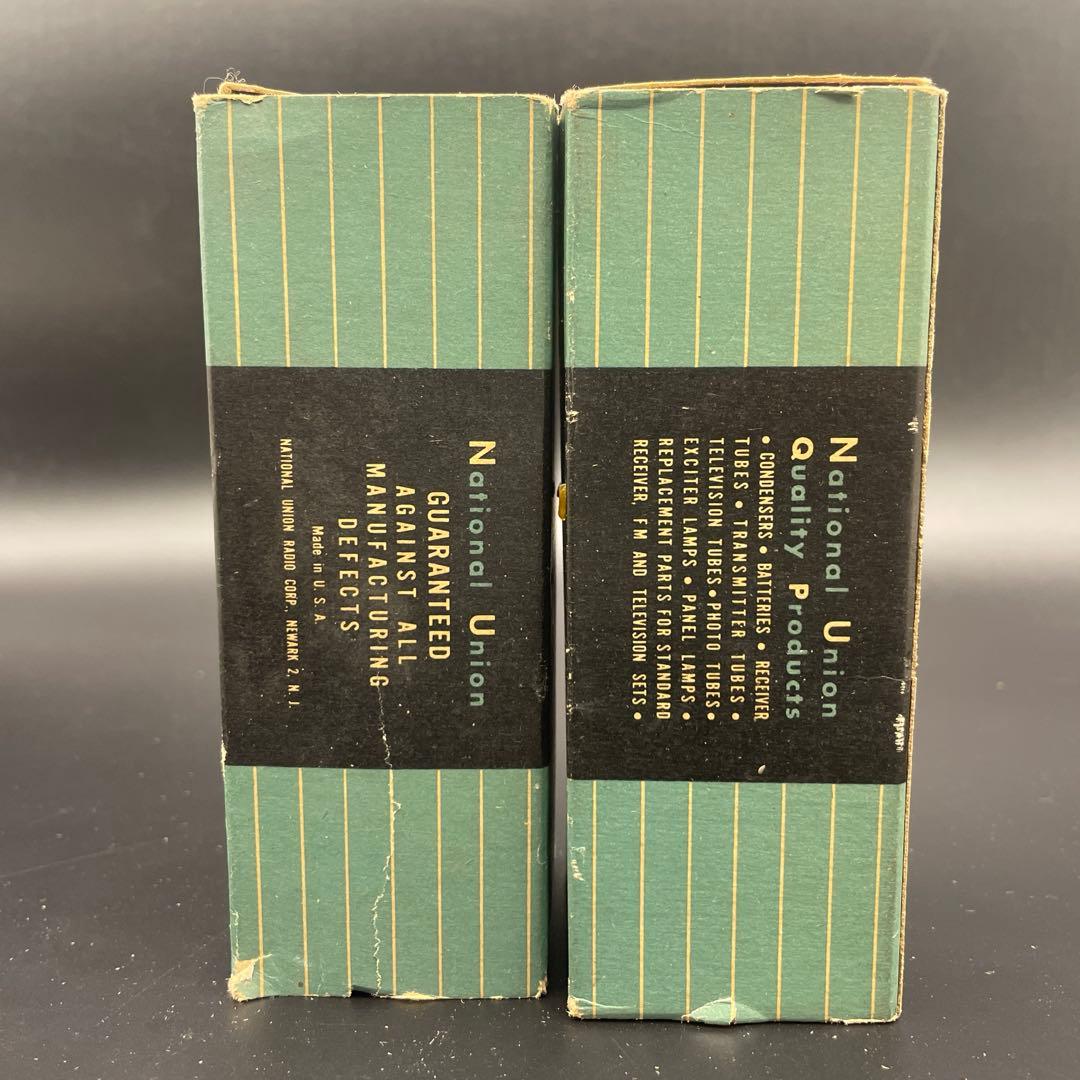 National Union
GUARANTEED
AGAINST ALL
MANUFACTURING
DEFECTS
Made in U. S. A.
NATIONAL UNION RADIO CORP., NEWARK 2, N. J.
National Union
Quality Products
• CONDENSERS • BATTERIES • RECEIVER
TUBES • TRANSMITTER TUBES •
TELEVISION TUBES • PHOTO TUBES •
EXCITER LAMPS • PANEL LAMPS •
REPLACEMENT PARTS FOR STANDARD
RECEIVER, FM AND TELEVISION SETS •